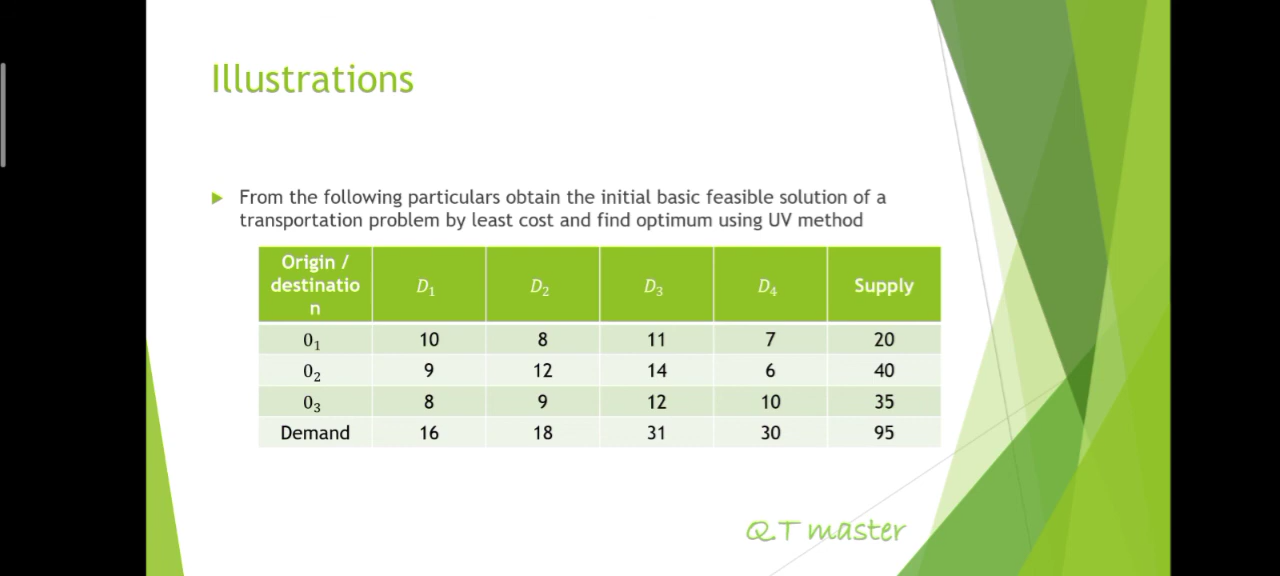 Illustrations
From the following particulars obtain the initial basic feasible solution of a
transportation problem by least cost and find optimum using UV method
Origin / destinatio n D₁ D₂ D₃ D₄ Supply
0₁ 10 8 11 7 20
0₂ 9 12 14 6 40
0₃ 8 9 12 10 35
Demand 16 18 31 30 95
Q.T master